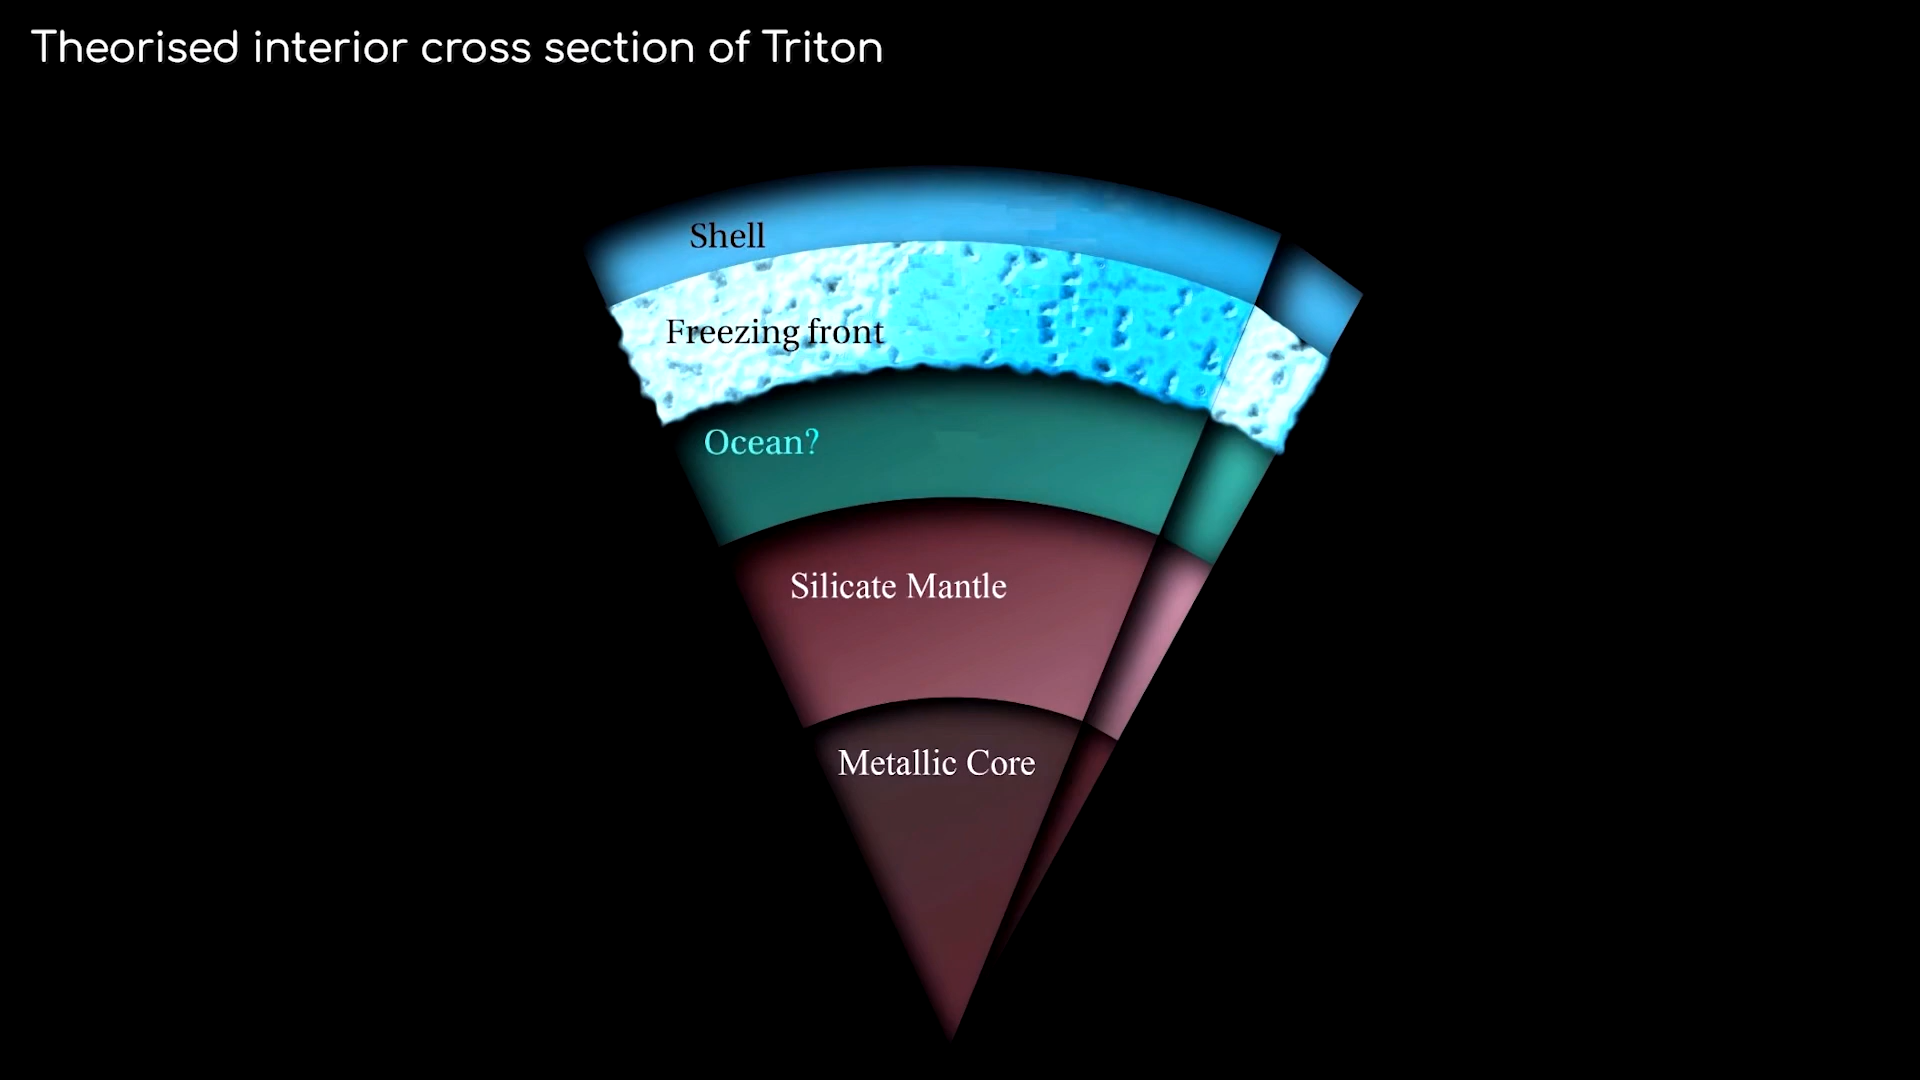 Theorised interior cross section of Triton
Shell
Freezing front
Ocean?
Silicate Mantle
Metallic Core